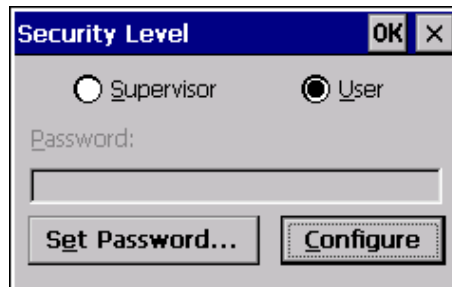 Security Level OK ×
Supervisor User
Password:
Set Password... Configure